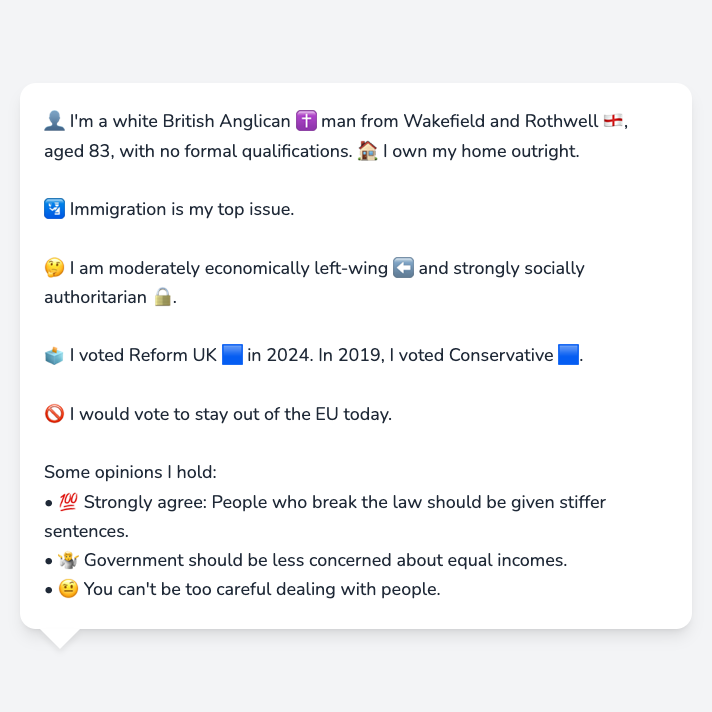 👤 I'm a white British Anglican ✝️ man from Wakefield and Rothwell 🏴󠁧󠁢󠁥󠁮󠁧󠁿,
aged 83, with no formal qualifications. 🏠 I own my home outright.
🛂 Immigration is my top issue.
🤔 I am moderately economically left-wing ⬅️ and strongly socially
authoritarian 🔒.
🗳️ I voted Reform UK 🟦 in 2024. In 2019, I voted Conservative 🟦.
🚫 I would vote to stay out of the EU today.
Some opinions I hold:
• 💯 Strongly agree: People who break the law should be given stiffer
sentences.
• 🤷 Government should be less concerned about equal incomes.
• 🤨 You can't be too careful dealing with people.